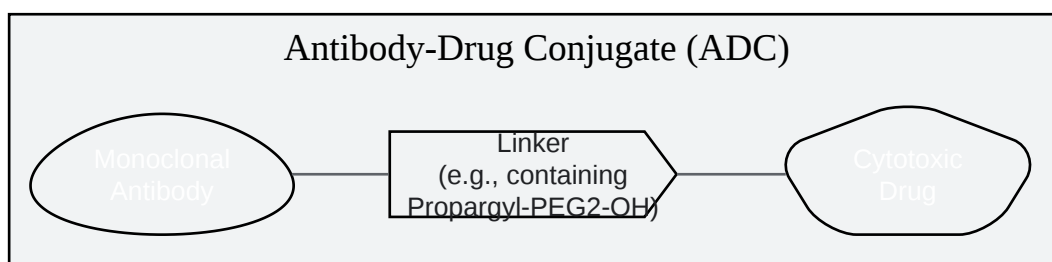 Antibody-Drug Conjugate (ADC)
Monoclonal
Antibody
Linker
(e.g., containing
Propargyl-PEG2-OH)
Cytotoxic
Drug